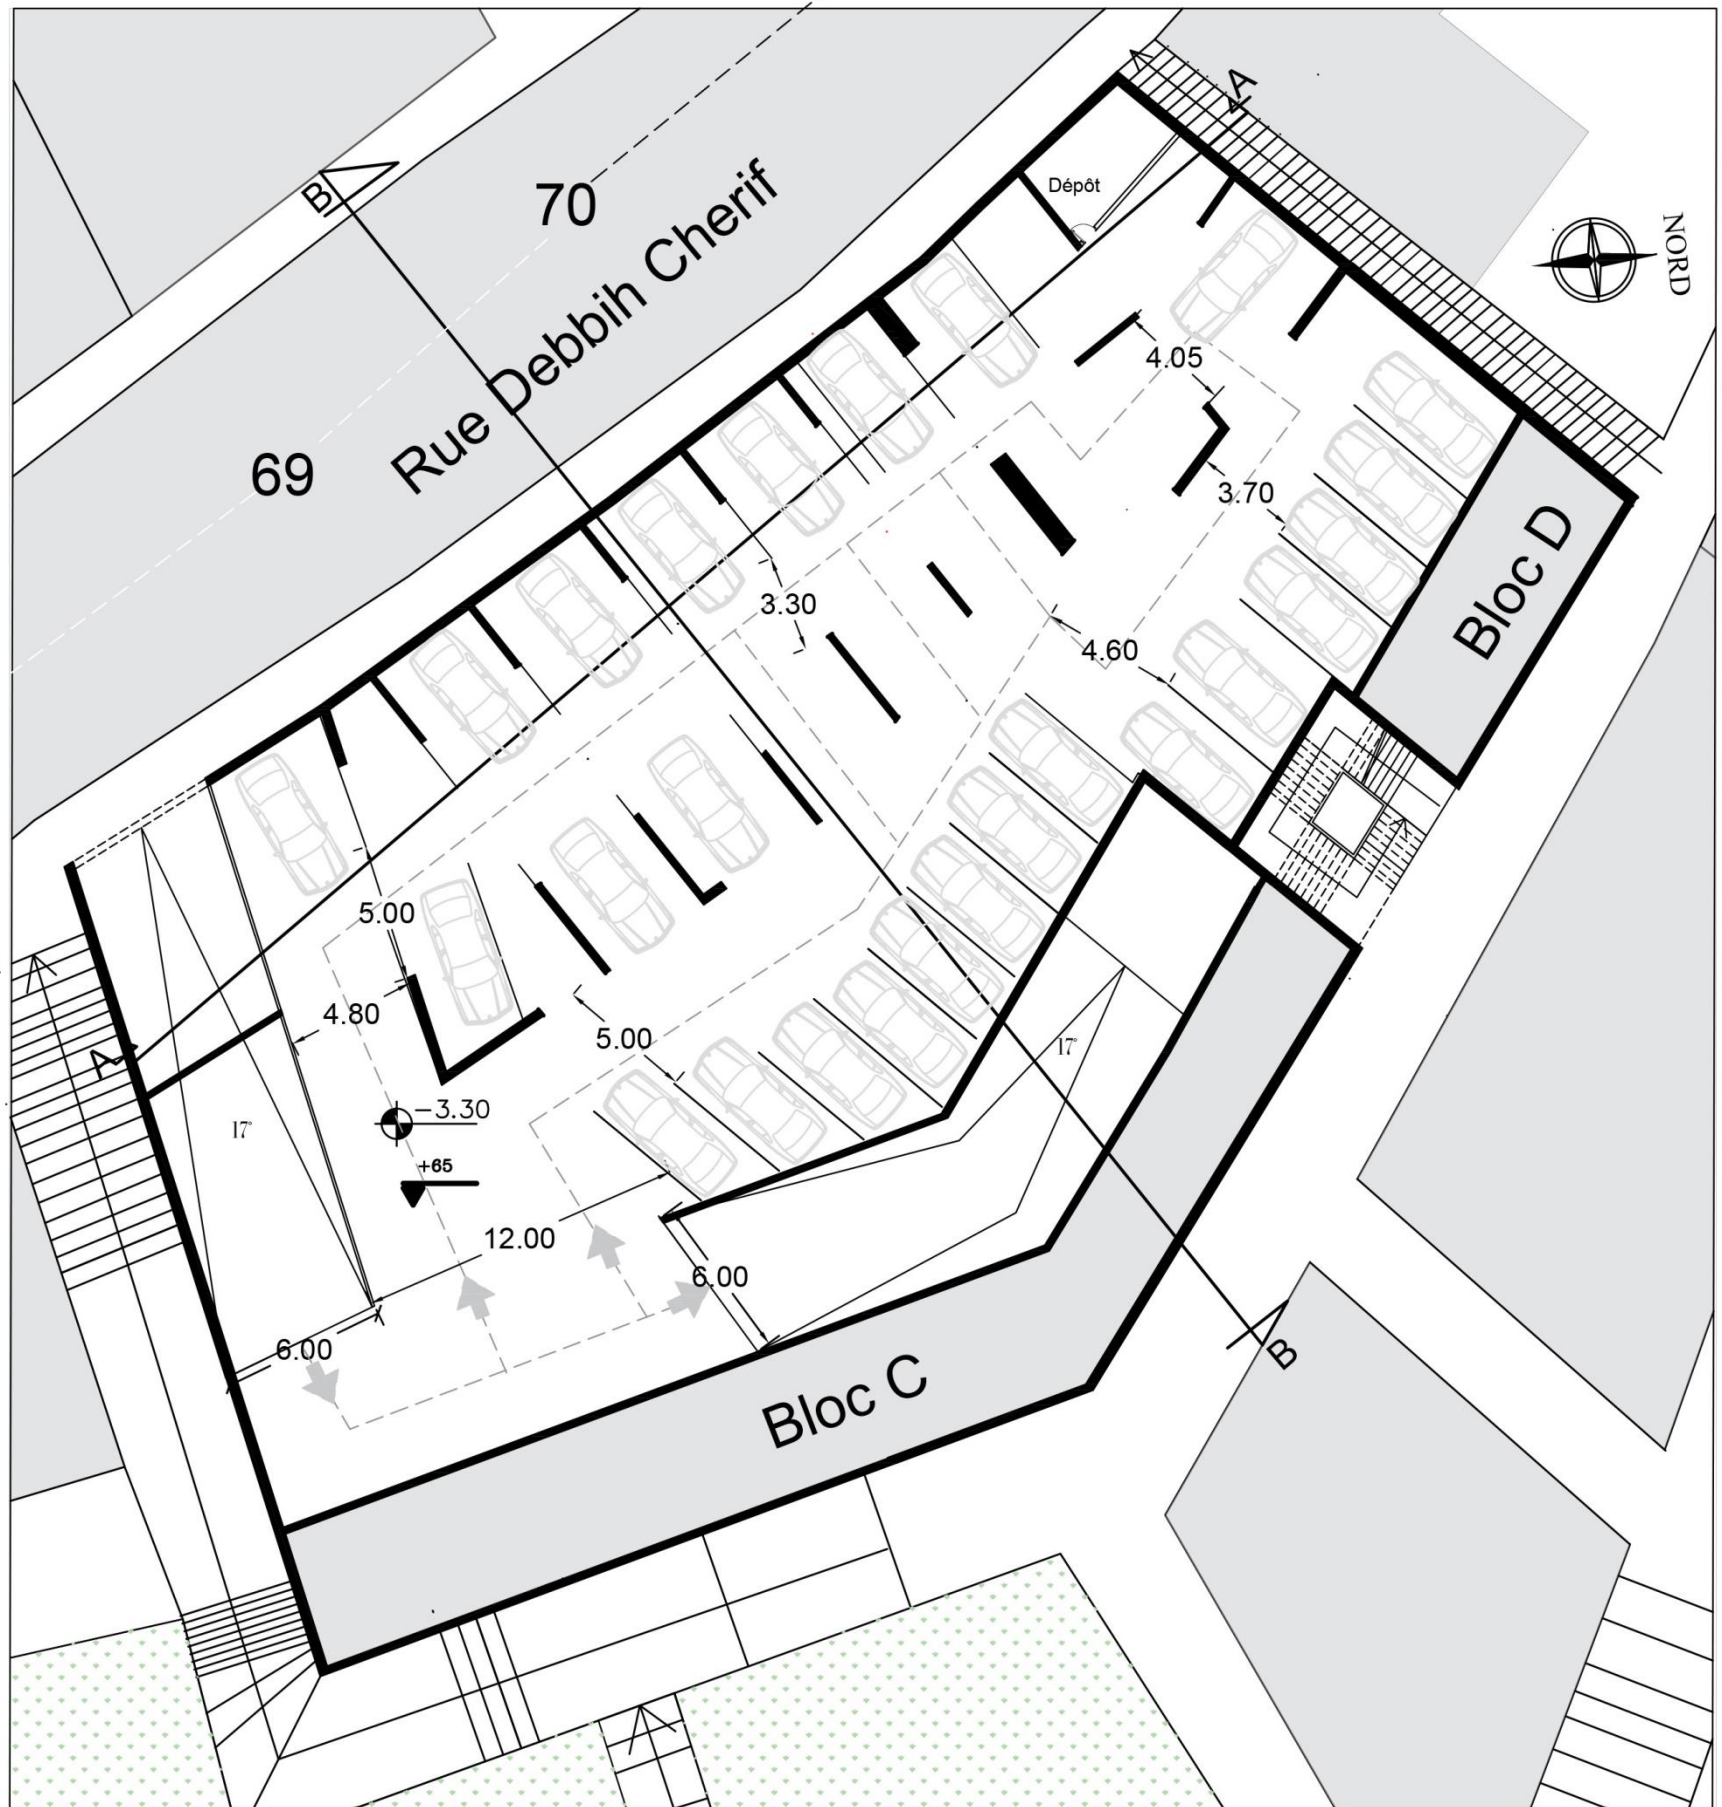 A
B
70
Dépôt
NORD
Rue Debbih Cherif
4.05
69
3.70
Bloc D
3.30
4.60
5.00
4.80
5.00
A
17°
-3.30
17°
+65
12.00
6.00
6.00
B
Bloc C